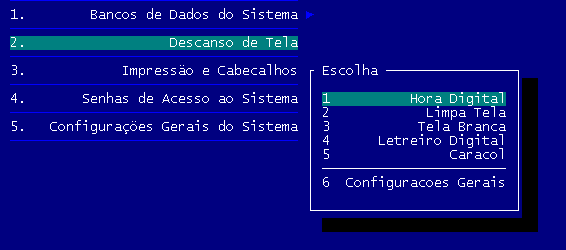 1. Bancos de Dados do Sistema
2. Descanso de Tela
3. Impressäo e Cabecalhos
4. Senhas de Acesso ao Sistema
5. Configuraçöes Gerais do Sistema
Escolha
1 Hora Digital
2 Limpa Tela
3 Tela Branca
4 Letreiro Digital
5 Caracol
6 Configuracoes Gerais